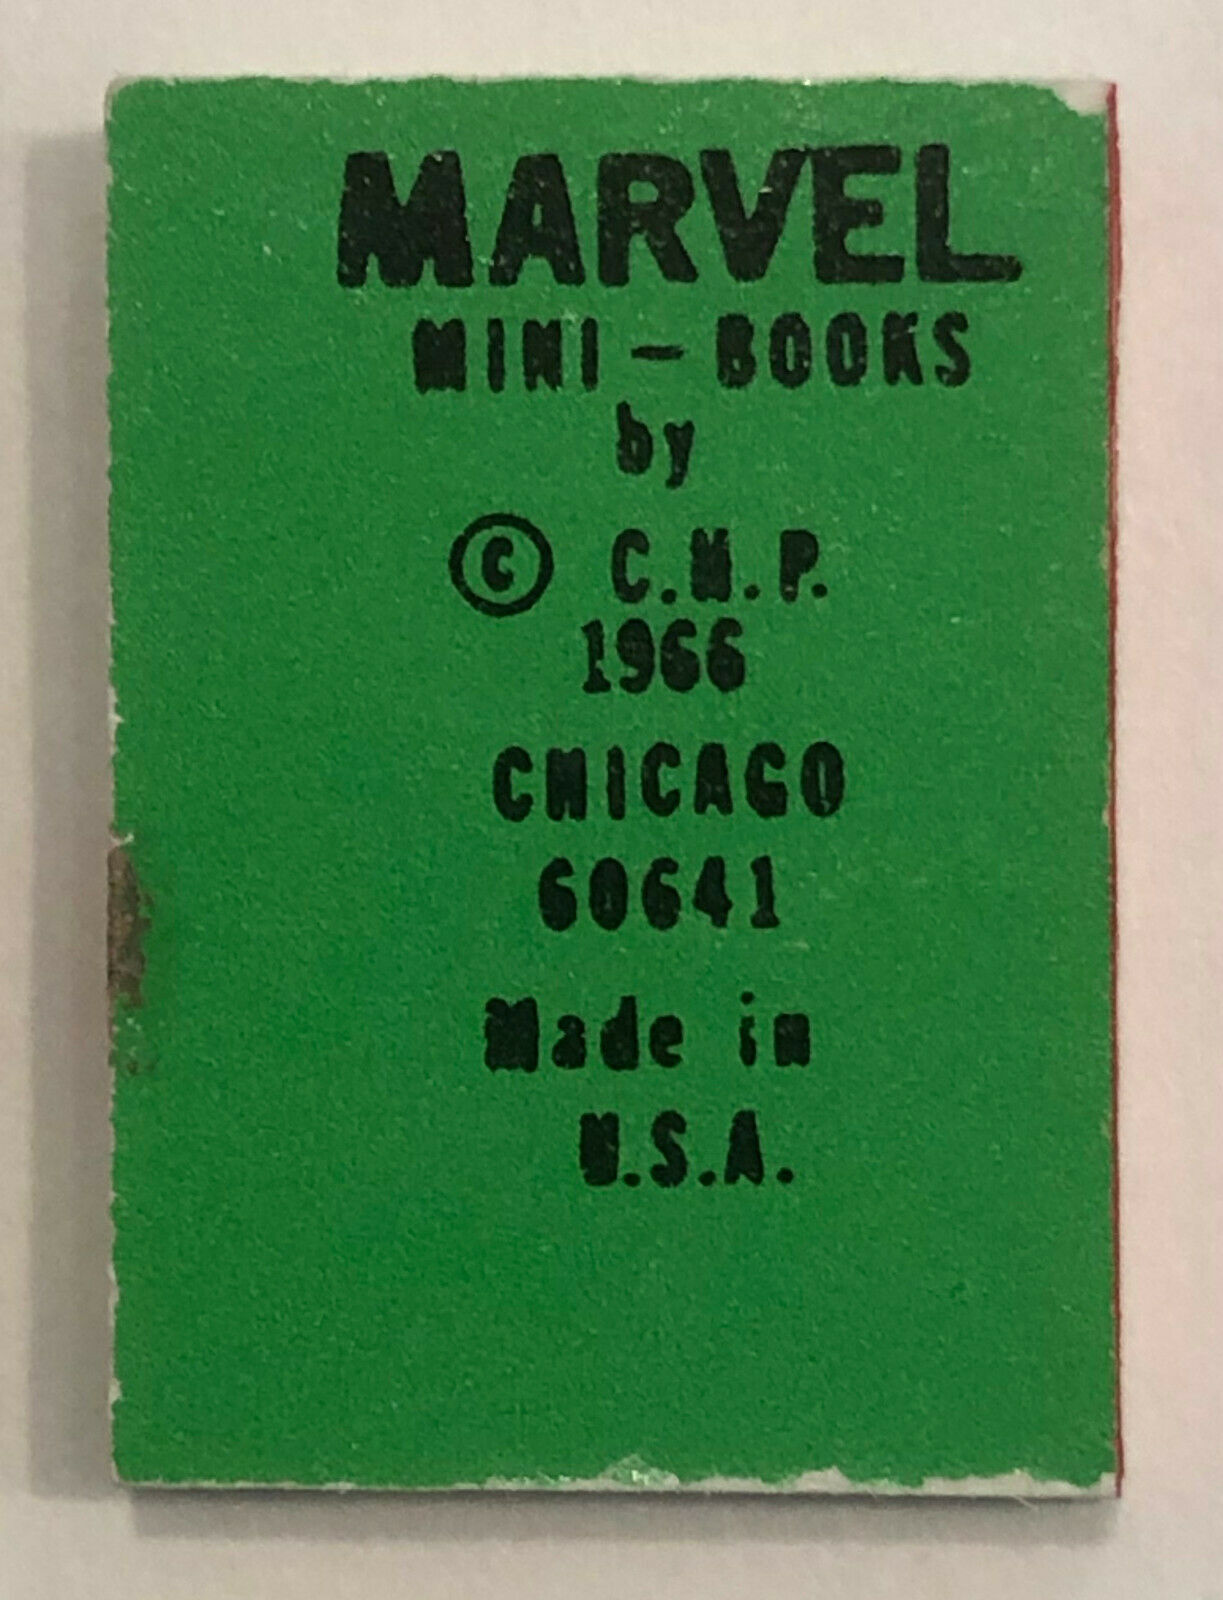 MARVEL
MINI - BOOKS
by
© C.M.P.
1966
CHICAGO
60641
Made in
U.S.A.